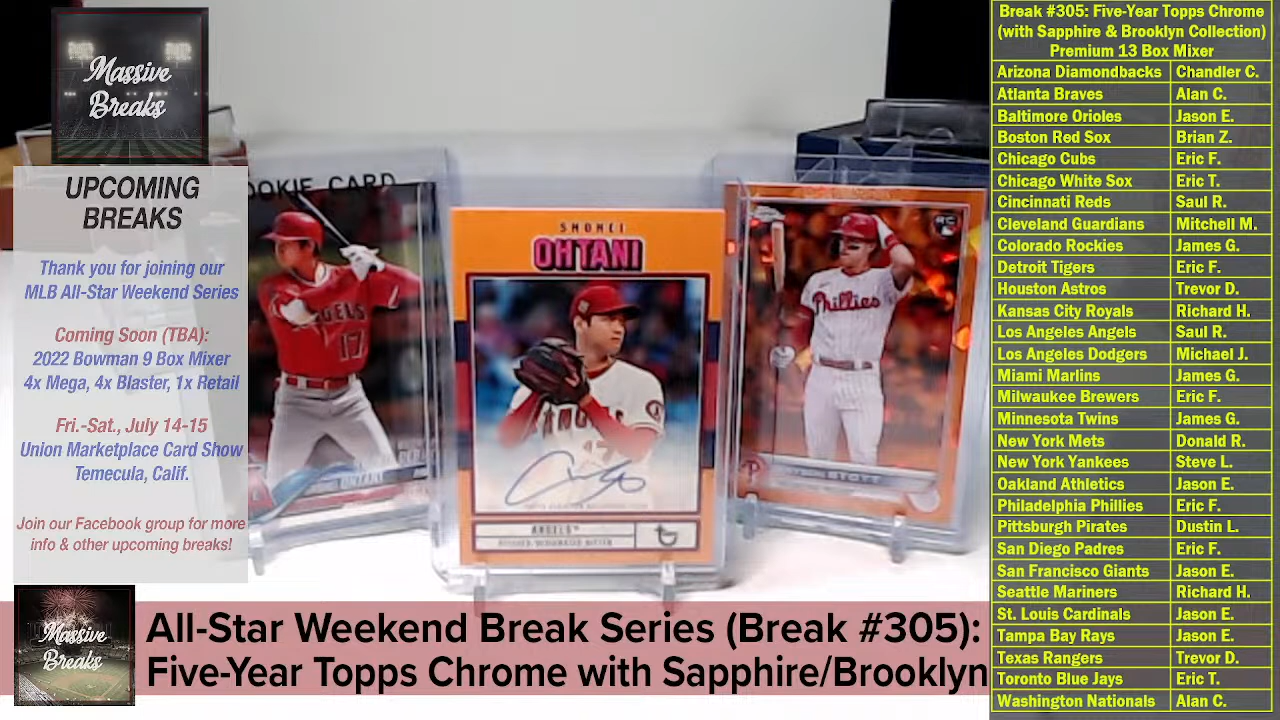 Massive
Breaks
UPCOMING
BREAKS
Thank you for joining our
MLB All-Star Weekend Series
Coming Soon (TBA):
2022 Bowman 9 Box Mixer
4x Mega, 4x Blaster, 1x Retail
Fri.-Sat., July 14-15
Union Marketplace Card Show
Temecula, Calif.
Join our Facebook group for more
info & other upcoming breaks!
OOKIE CARD
ANGELS
17
OHTANI
SHOHEI
OHTANI
ANGELS
17
ANGELS
RC
Phillies
Massive
Breaks
All-Star Weekend Break Series (Break #305):
Five-Year Topps Chrome with Sapphire/Brooklyn
Break #305: Five-Year Topps Chrome
(with Sapphire & Brooklyn Collection)
Premium 13 Box Mixer
Arizona Diamondbacks Chandler C.
Atlanta Braves Alan C.
Baltimore Orioles Jason E.
Boston Red Sox Brian Z.
Chicago Cubs Eric F.
Chicago White Sox Eric T.
Cincinnati Reds Saul R.
Cleveland Guardians Mitchell M.
Colorado Rockies James G.
Detroit Tigers Eric F.
Houston Astros Trevor D.
Kansas City Royals Richard H.
Los Angeles Angels Saul R.
Los Angeles Dodgers Michael J.
Miami Marlins James G.
Milwaukee Brewers Eric F.
Minnesota Twins James G.
New York Mets Donald R.
New York Yankees Steve L.
Oakland Athletics Jason E.
Philadelphia Phillies Eric F.
Pittsburgh Pirates Dustin L.
San Diego Padres Eric F.
San Francisco Giants Jason E.
Seattle Mariners Richard H.
St. Louis Cardinals Jason E.
Tampa Bay Rays Jason E.
Texas Rangers Trevor D.
Toronto Blue Jays Eric T.
Washington Nationals Alan C.